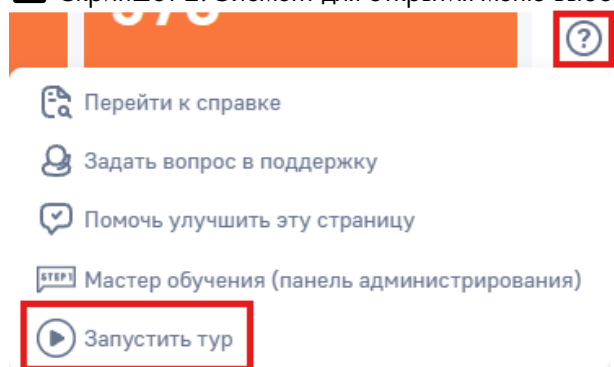 Перейти к справке
Задать вопрос в поддержку
Помочь улучшить эту страницу
STEP1 Мастер обучения (панель администрирования)
Запустить тур